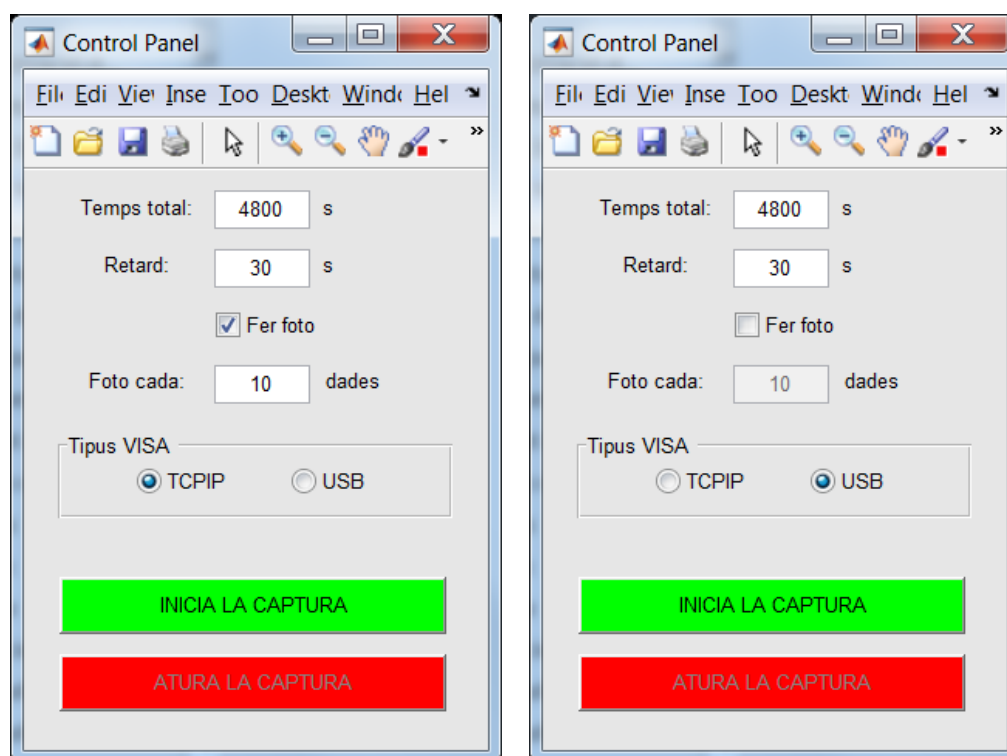 Control Panel
Fil Edi Vie Inse Too Deskt Wind Hel
Temps total: 4800 s
Retard: 30 s
Fer foto
Foto cada: 10 dades
Tipus VISA
TCPIP USB
INICIA LA CAPTURA
ATURA LA CAPTURA
Control Panel
Fil Edi Vie Inse Too Deskt Wind Hel
Temps total: 4800 s
Retard: 30 s
Fer foto
Foto cada: 10 dades
Tipus VISA
TCPIP USB
INICIA LA CAPTURA
ATURA LA CAPTURA